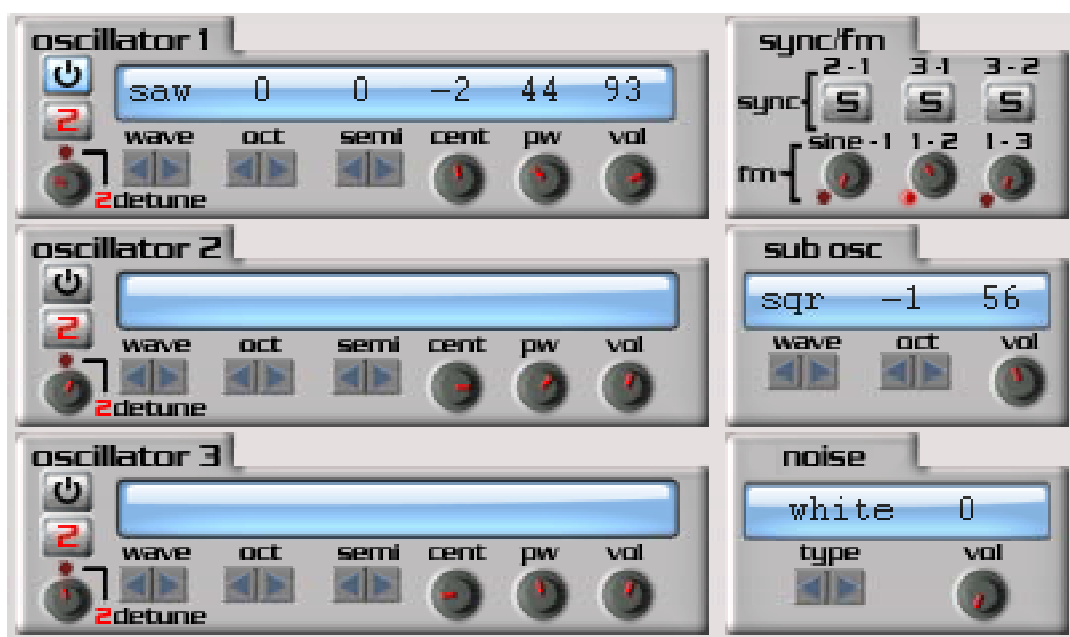 oscillator 1
saw 0 0 -2 44 93
2
wave oct semi cent pw vol
2detune
sync/fm
2-1 3-1 3-2
sync S S S
sine-1 1-2 1-3
fm
oscillator 2
2
wave oct semi cent pw vol
2detune
sub osc
sqr -1 56
wave oct vol
oscillator 3
2
wave oct semi cent pw vol
2detune
noise
white 0
type vol